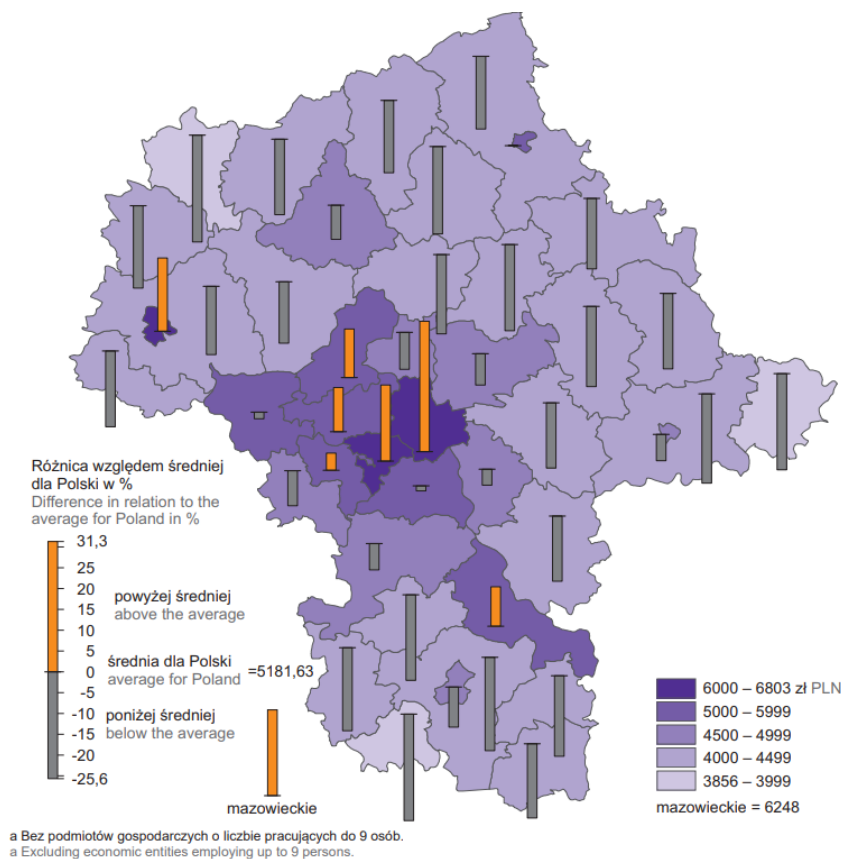 Różnica względem średniej
dla Polski w %
Difference in relation to the
average for Poland in %
31,3
25
20
15
10
5
0
-5
-10
-15
-20
-25,6
powyżej średniej
above the average
średnia dla Polski
average for Poland
=5181,63
poniżej średniej
below the average
mazowieckie
6000 – 6803 zł PLN
5000 – 5999
4500 – 4999
4000 – 4499
3856 – 3999
mazowieckie = 6248
a Bez podmiotów gospodarczych o liczbie pracujących do 9 osób.
a Excluding economic entities employing up to 9 persons.